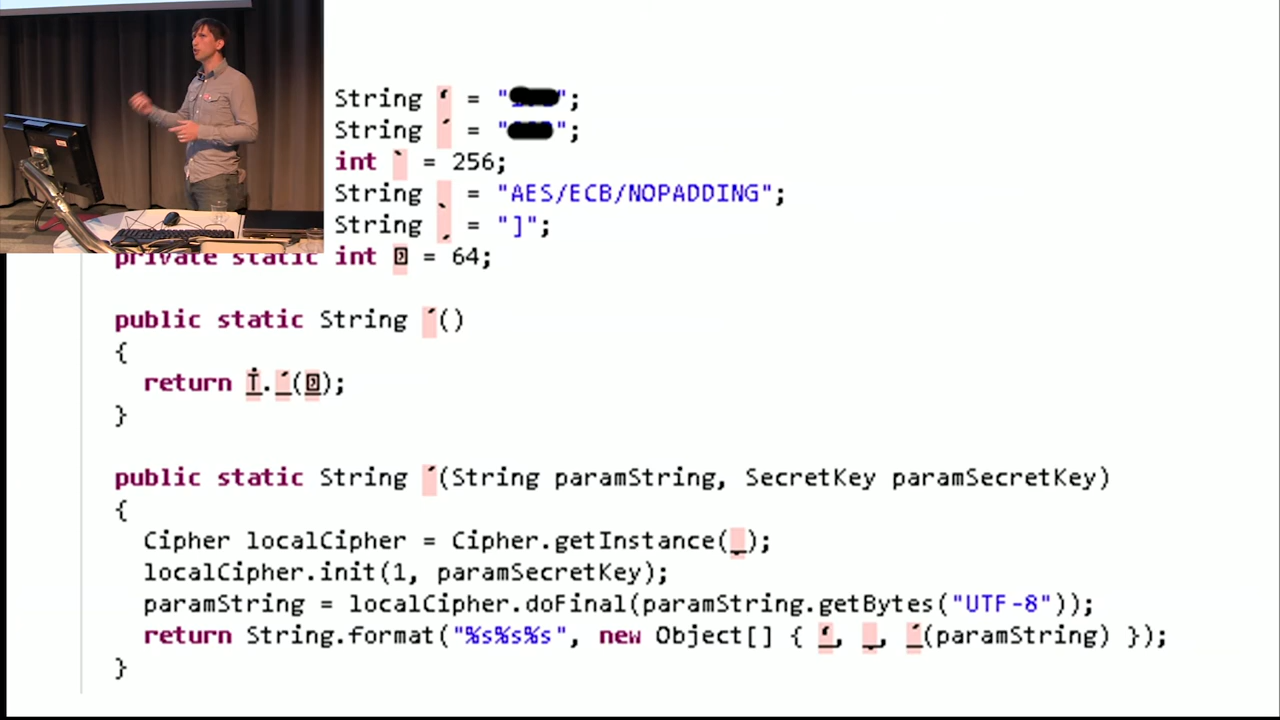 String ʻ = "";
String ˊ = "";
int ˋ = 256;
String ˎ = "AES/ECB/NOPADDING";
String ˏ = "]";
private static int = 64;
public static String ˊ()
{
return İ.ˊ();
}
public static String ˊ(String paramString, SecretKey paramSecretKey)
{
Cipher localCipher = Cipher.getInstance(ˎ);
localCipher.init(1, paramSecretKey);
paramString = localCipher.doFinal(paramString.getBytes("UTF-8"));
return String.format("%s%s%s", new Object[] { ʻ, ˏ, ˊ(paramString) });
}